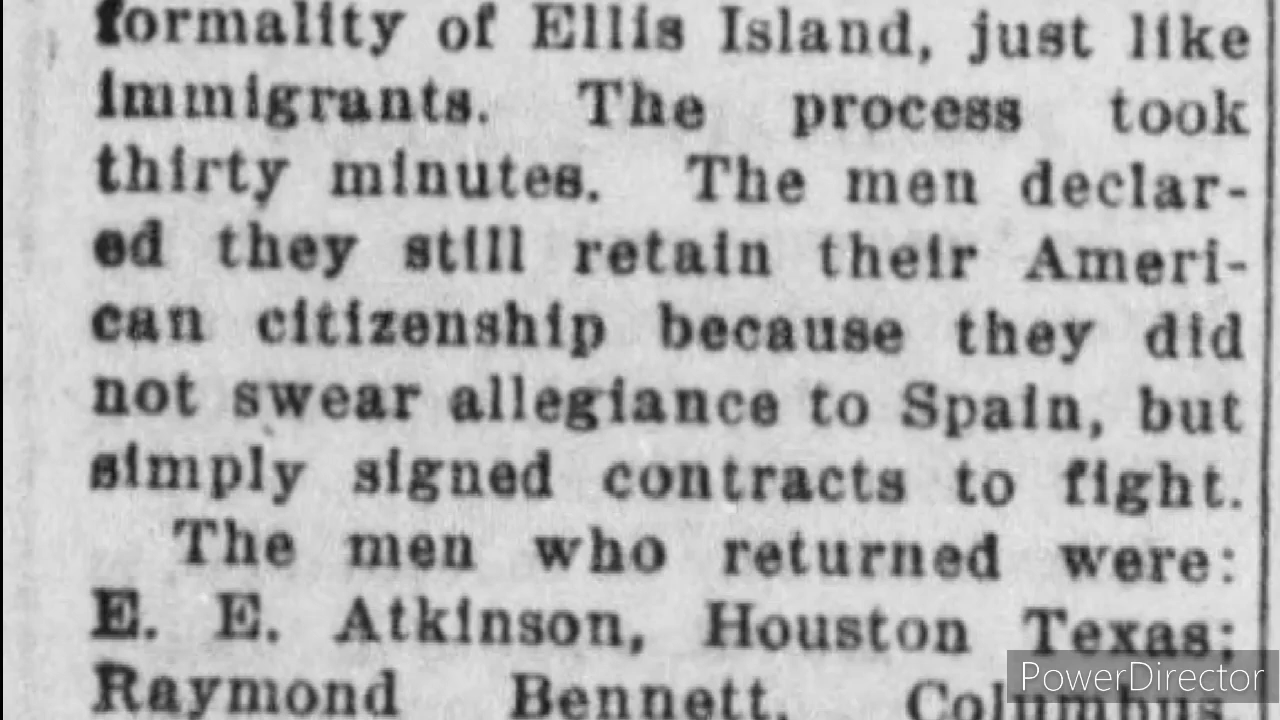 formality of Ellis Island, just like
immigrants. The process took
thirty minutes. The men declar-
ed they still retain their Ameri-
can citizenship because they did
not swear allegiance to Spain, but
simply signed contracts to fight.
The men who returned were:
E. E. Atkinson, Houston Texas;
Raymond Bennett, Columbus
PowerDirector